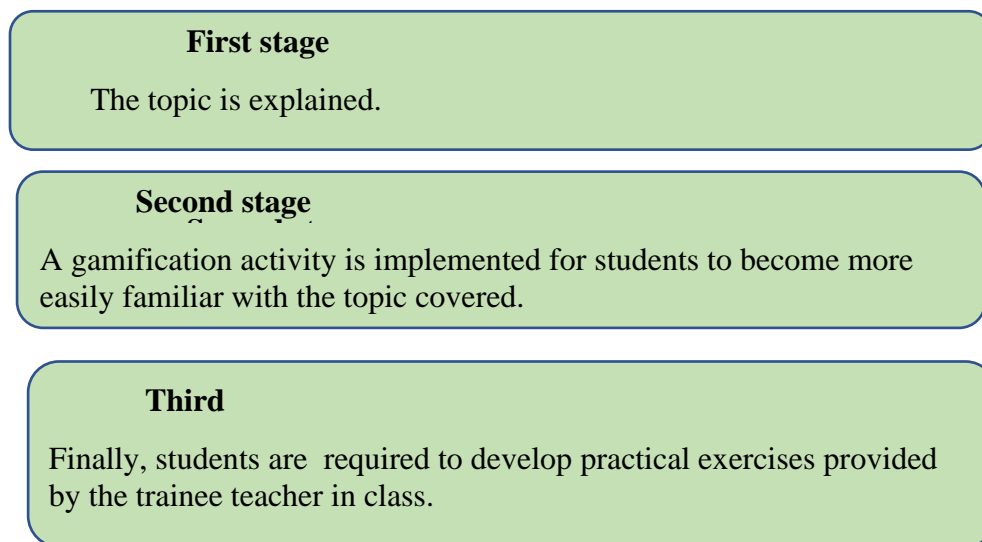 First stage
The topic is explained.
Second stage
A gamification activity is implemented for students to become more
easily familiar with the topic covered.
Third
Finally, students are  required to develop practical exercises provided
by the trainee teacher in class.